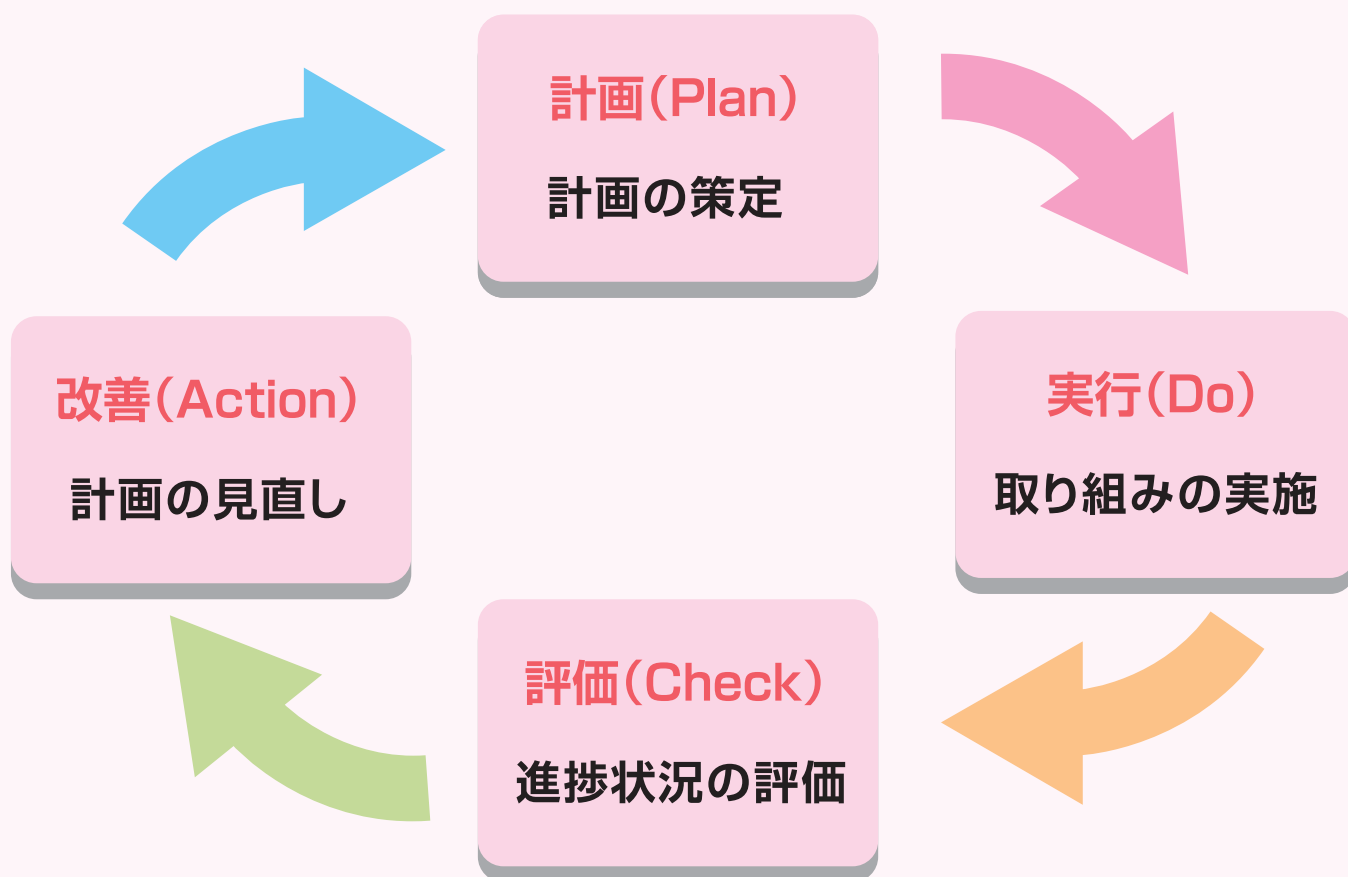 計画(Plan)
計画の策定
実行(Do)
取り組みの実施
評価(Check)
進捗状況の評価
改善(Action)
計画の見直し